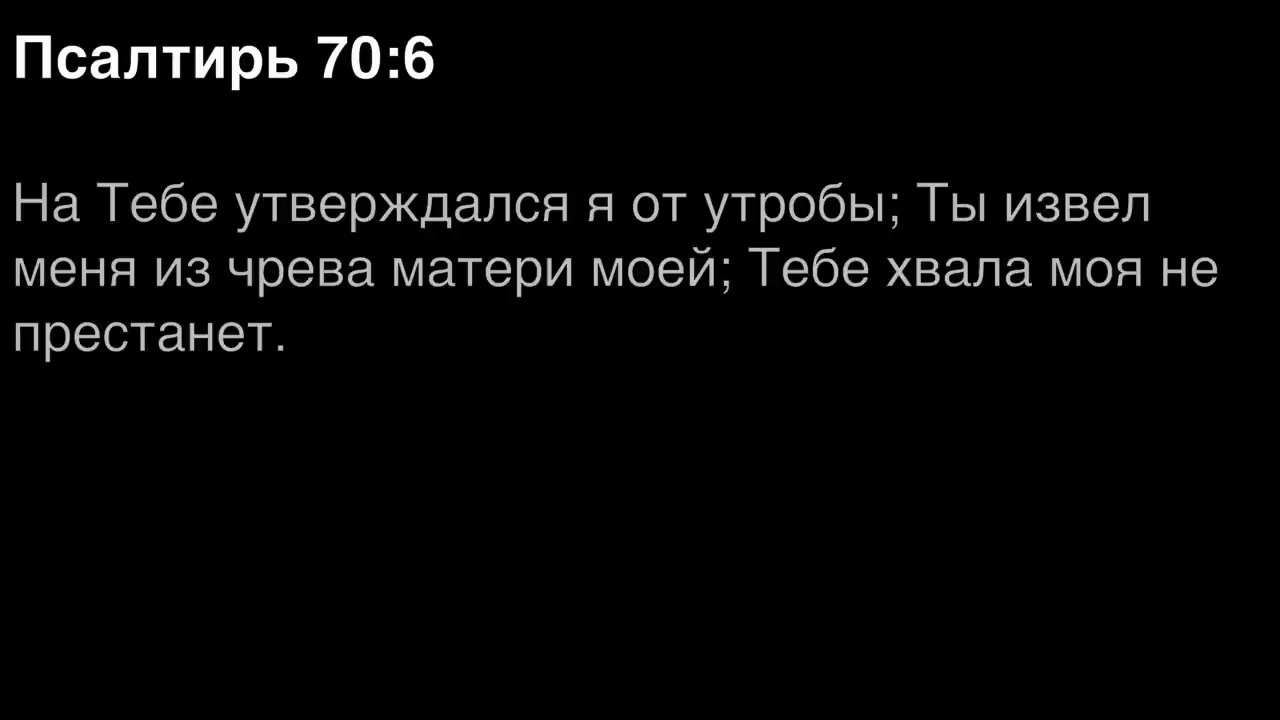 Псалтирь 70:6
На Тебе утверждался я от утробы; Ты извел
меня из чрева матери моей; Тебе хвала моя не
престанет.